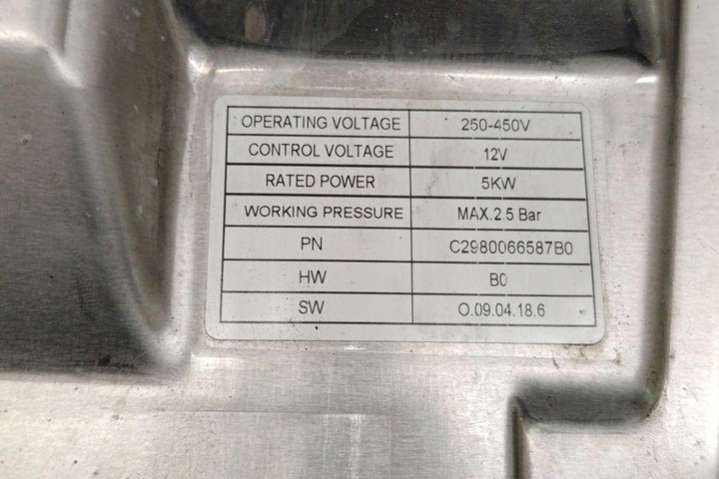 OPERATING VOLTAGE 250-450V
CONTROL VOLTAGE 12V
RATED POWER 5KW
WORKING PRESSURE MAX.2.5 Bar
PN C2980066587B0
HW B0
SW O.09.04.18.6